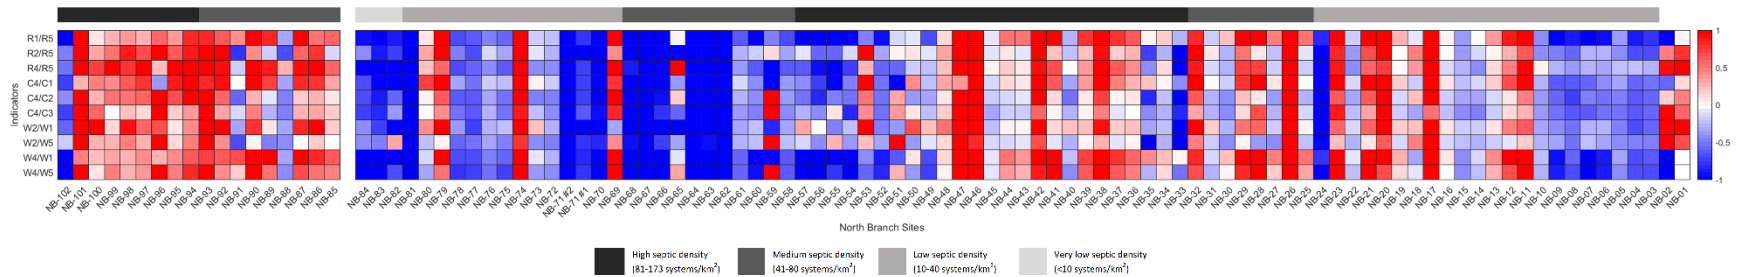 R1/R5
R2/R5
R4/R5
C4/C1
C4/C2
C4/C3
W2/W1
W2/W5
W4/W1
W4/W5
Indicators
1
0.5
0
-0.5
-1
NB-102 NB-101 NB-100 NB-99 NB-98 NB-97 NB-96 NB-95 NB-94 NB-93 NB-92 NB-91 NB-90 NB-89 NB-88 NB-87 NB-86 NB-85 NB-84 NB-83 NB-82 NB-81 NB-80 NB-79 NB-78 NB-77 NB-76 NB-75 NB-74 NB-73 NB-72 NB-71 #2 NB-71 #1 NB-70 NB-69 NB-68 NB-67 NB-66 NB-65 NB-64 NB-63 NB-62 NB-61 NB-60 NB-59 NB-58 NB-57 NB-56 NB-55 NB-54 NB-53 NB-52 NB-51 NB-50 NB-49 NB-48 NB-47 NB-46 NB-45 NB-44 NB-43 NB-42 NB-41 NB-40 NB-39 NB-38 NB-37 NB-36 NB-35 NB-34 NB-33 NB-32 NB-31 NB-30 NB-29 NB-28 NB-27 NB-26 NB-25 NB-24 NB-23 NB-22 NB-21 NB-20 NB-19 NB-18 NB-17 NB-16 NB-15 NB-14 NB-13 NB-12 NB-11 NB-10 NB-09 NB-08 NB-07 NB-06 NB-05 NB-04 NB-03 NB-02 NB-01
North Branch Sites
High septic density
(81-173 systems/km²)
Medium septic density
(41-80 systems/km²)
Low septic density
(10-40 systems/km²)
Very low septic density
(<10 systems/km²)